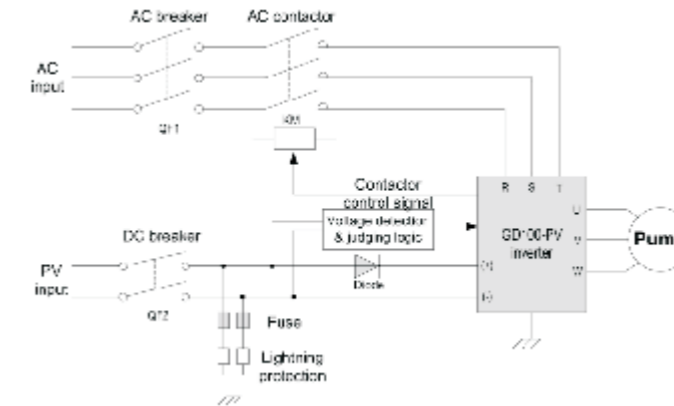 AC breaker
AC contactor
AC
input
QF1
KM
Contactor
control signal
Voltage detection
& judging logic
R S T
U
V
W
GD100-PV
inverter
Pum
DC breaker
PV
input
QF2
Diode
(+)
(-)
Fuse
Lightning
protection